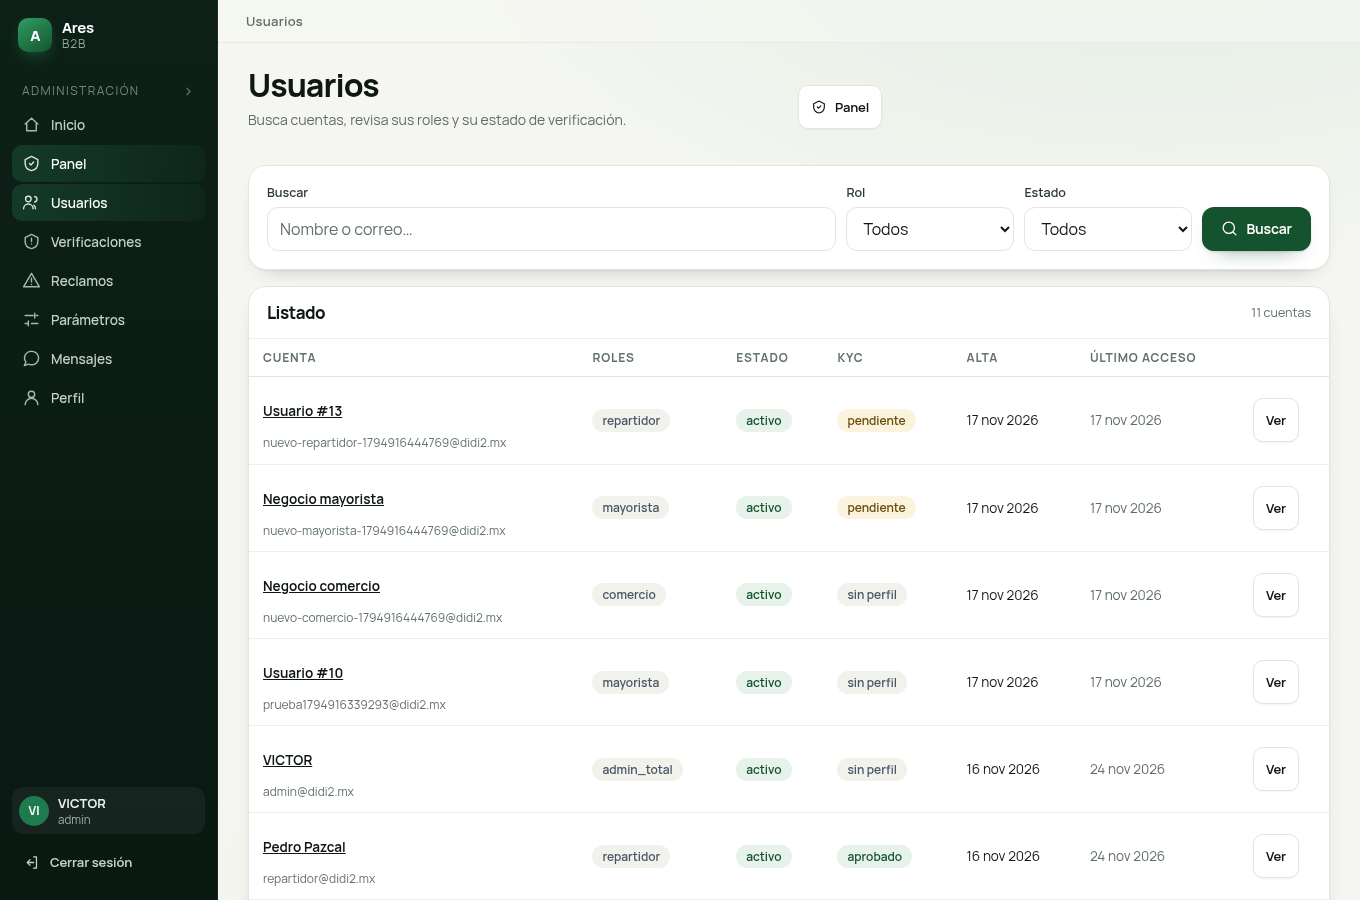 A
Ares
B2B
ADMINISTRACIÓN
Inicio
Panel
Usuarios
Verificaciones
Reclamos
Parámetros
Mensajes
Perfil
VI
VICTOR
admin
Cerrar sesión
Usuarios
Usuarios
Busca cuentas, revisa sus roles y su estado de verificación.
Panel
Buscar
Rol
Estado
Nombre o correo...
Todos
Todos
Buscar
Listado
11 cuentas
CUENTA ROLES ESTADO KYC ALTA ÚLTIMO ACCESO
Usuario #13
nuevo-repartidor-1794916444769@didi2.mx
repartidor activo pendiente 17 nov 2026 17 nov 2026 Ver
Negocio mayorista
nuevo-mayorista-1794916444769@didi2.mx
mayorista activo pendiente 17 nov 2026 17 nov 2026 Ver
Negocio comercio
nuevo-comercio-1794916444769@didi2.mx
comercio activo sin perfil 17 nov 2026 17 nov 2026 Ver
Usuario #10
prueba1794916339293@didi2.mx
mayorista activo sin perfil 17 nov 2026 17 nov 2026 Ver
VICTOR
admin@didi2.mx
admin_total activo sin perfil 16 nov 2026 24 nov 2026 Ver
Pedro Pazcal
repartidor@didi2.mx
repartidor activo aprobado 16 nov 2026 24 nov 2026 Ver